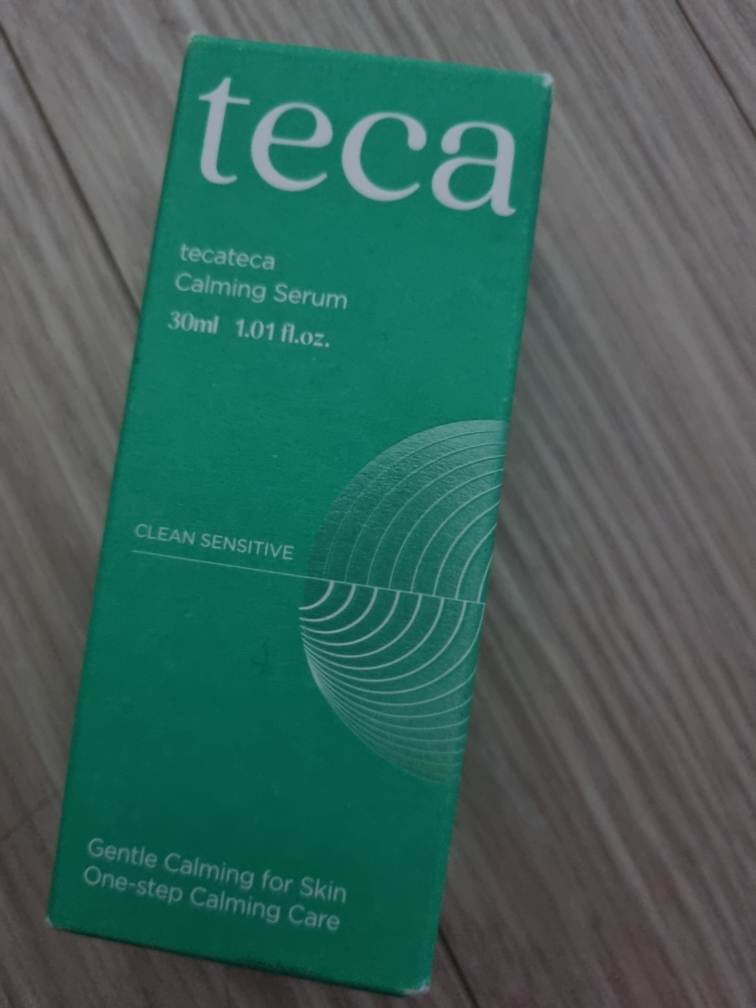 teca
tecateca
Calming Serum
30ml 1.01 fl.oz.
CLEAN SENSITIVE
Gentle Calming for Skin
One-step Calming Care